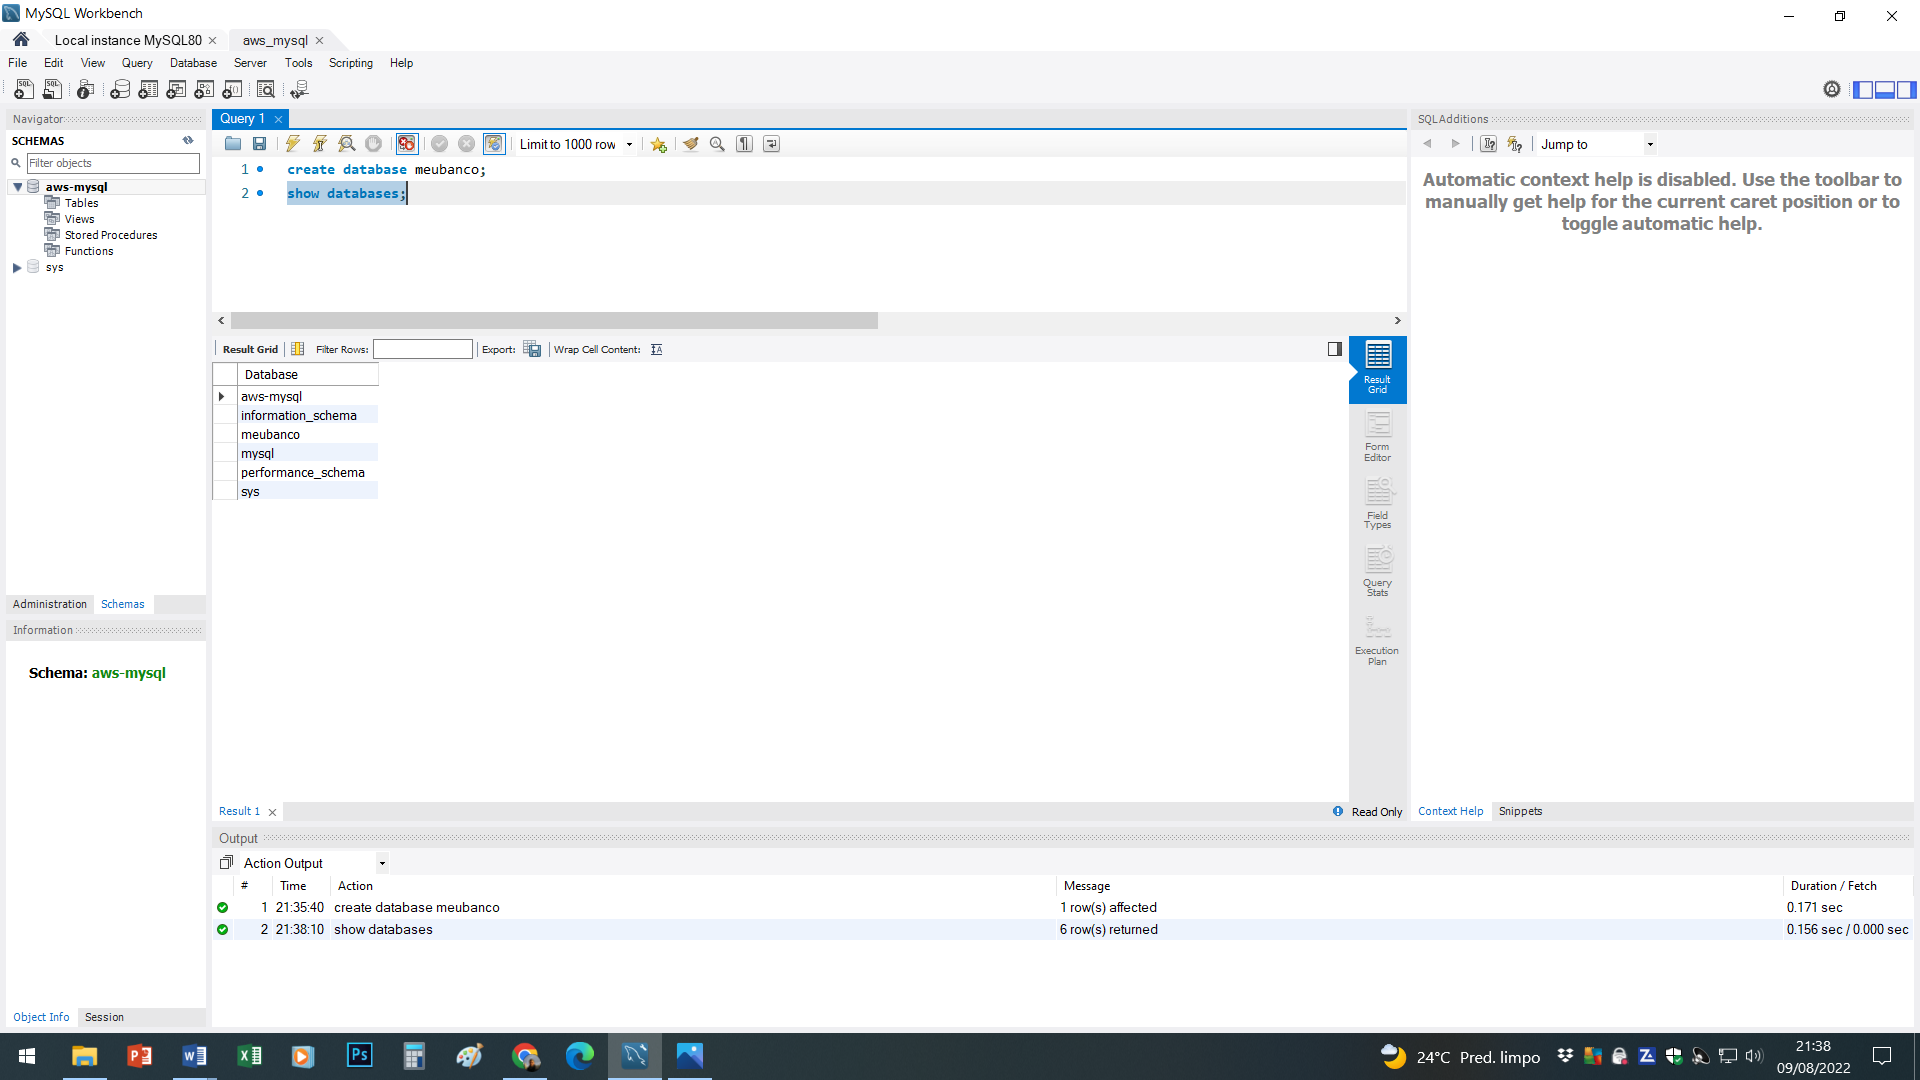 MySQL Workbench
Local instance MySQL80
aws_mysql
File Edit View Query Database Server Tools Scripting Help
Navigator
SCHEMAS
Filter objects
aws-mysql
Tables
Views
Stored Procedures
Functions
sys
Administration Schemas
Information
Schema: aws-mysql
Object Info Session
Query 1
Limit to 1000 row
1 create database meubanco;
2 show databases;
Result Grid Filter Rows: Export: Wrap Cell Content:
Database
aws-mysql
information_schema
meubanco
mysql
performance_schema
sys
Result Grid
Form Editor
Field Types
Query Stats
Execution Plan
Result 1
Read Only
SQLAdditions
Jump to
Automatic context help is disabled. Use the toolbar to
manually get help for the current caret position or to
toggle automatic help.
Context Help Snippets
Output
Action Output
# Time Action Message Duration / Fetch
1 21:35:40 create database meubanco 1 row(s) affected 0.171 sec
2 21:38:10 show databases 6 row(s) returned 0.156 sec / 0.000 sec
24°C Pred. limpo
21:38
09/08/2022